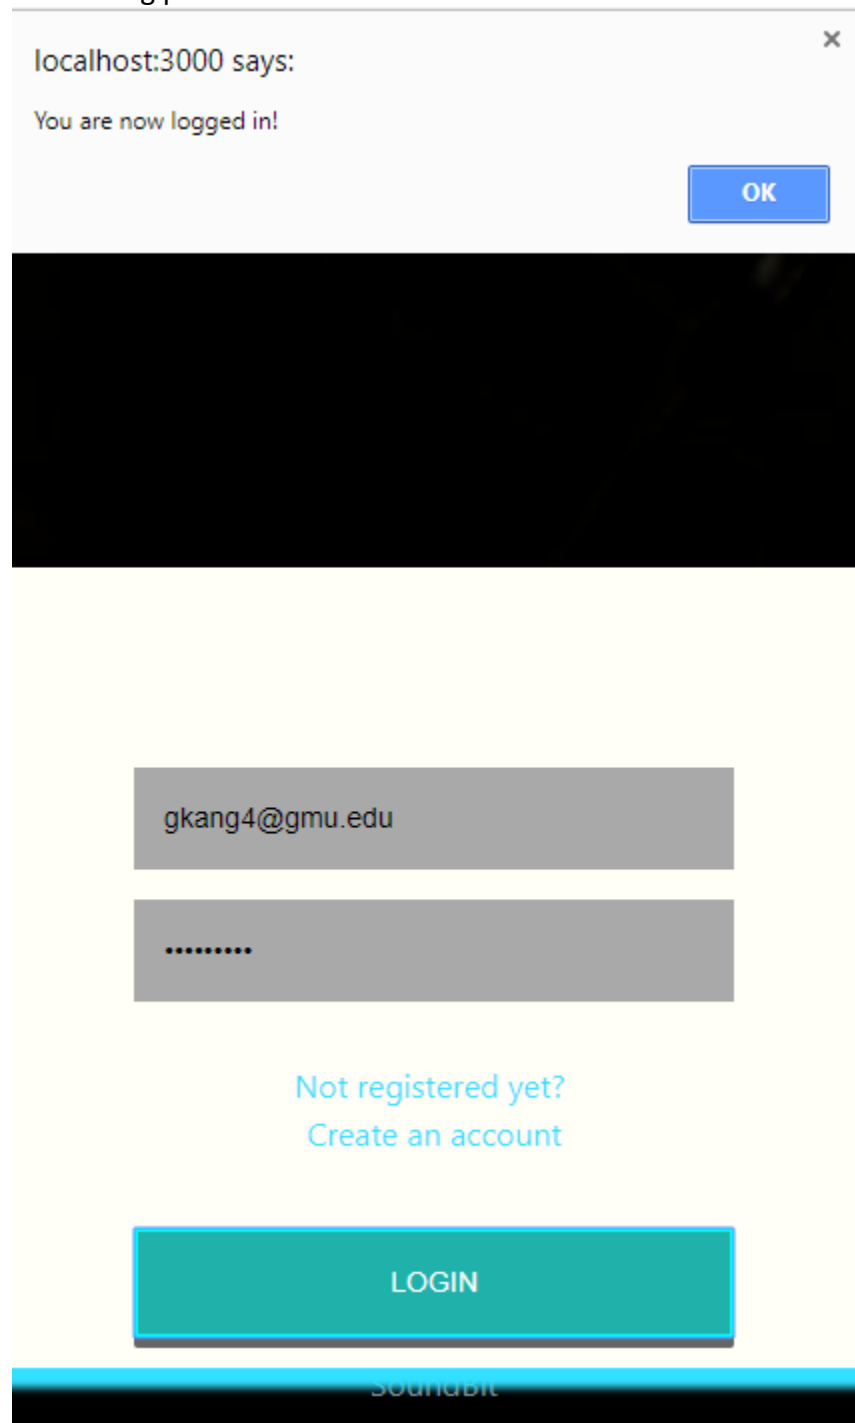 localhost:3000 says:
You are now logged in!
OK
gkang4@gmu.edu
•••••••••
Not registered yet?
Create an account
LOGIN
SoundBit